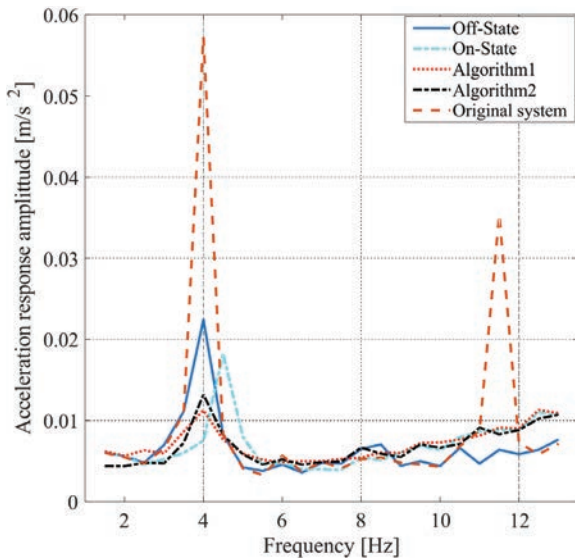 0.06
0.05
0.04
0.03
0.02
0.01
0
2 4 6 8 10 12
Acceleration response amplittude [m/s 2]
Frequency [Hz]
Off-State
On-State
Algorithm1
Algorithm2
Original system